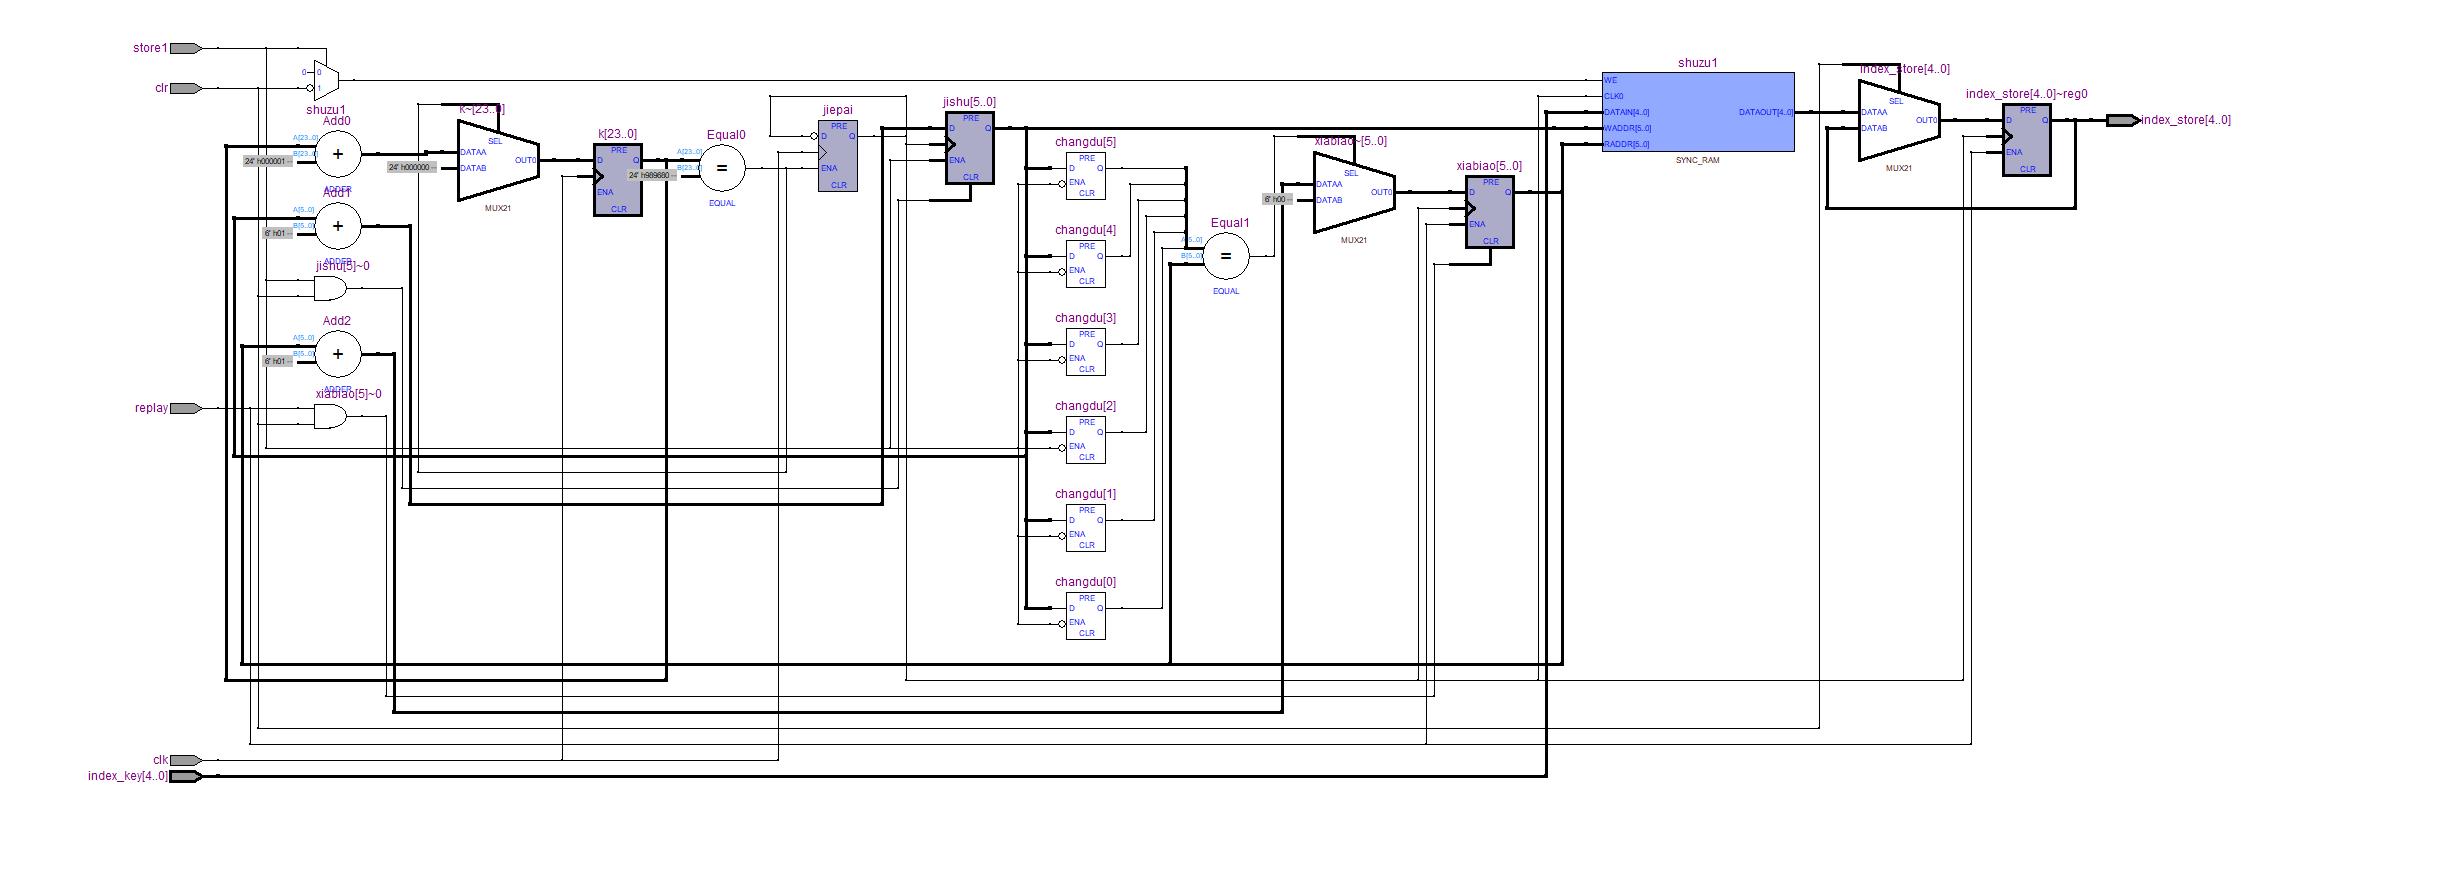 store1
clr
0
0
1
shuzu1
Add0
A[23..0]
B[23..0]
24' h000001 --
+
ADDER
k~[23..0]
SEL
DATAA
DATAB
OUT0
24' h000000 --
MUX21
k[23..0]
PRE
D
Q
ENA
CLR
Equal0
A[23..0]
B[23..0]
24' h989680 --
=
EQUAL
jiepai
PRE
D
Q
ENA
CLR
jishu[5..0]
PRE
D
Q
ENA
CLR
Add1
A[5..0]
B[5..0]
6' h01 --
+
ADDER
jishu[5]~0
Add2
A[5..0]
B[5..0]
6' h01 --
+
ADDER
xiabiao[5]~0
replay
clk
index_key[4..0]
changdu[5]
PRE
D
Q
ENA
CLR
changdu[4]
PRE
D
Q
ENA
CLR
changdu[3]
PRE
D
Q
ENA
CLR
changdu[2]
PRE
D
Q
ENA
CLR
changdu[1]
PRE
D
Q
ENA
CLR
changdu[0]
PRE
D
Q
ENA
CLR
Equal1
A[5..0]
B[5..0]
=
EQUAL
xiabiao~[5..0]
SEL
DATAA
DATAB
OUT0
6' h00 --
MUX21
xiabiao[5..0]
PRE
D
Q
ENA
CLR
shuzu1
WE
CLK0
DATAIN[4..0]
WADDR[5..0]
RADDR[5..0]
DATAOUT[4..0]
SYNC_RAM
index_store[4..0]
SEL
DATAA
DATAB
OUT0
MUX21
index_store[4..0]~reg0
PRE
D
Q
ENA
CLR
index_store[4..0]